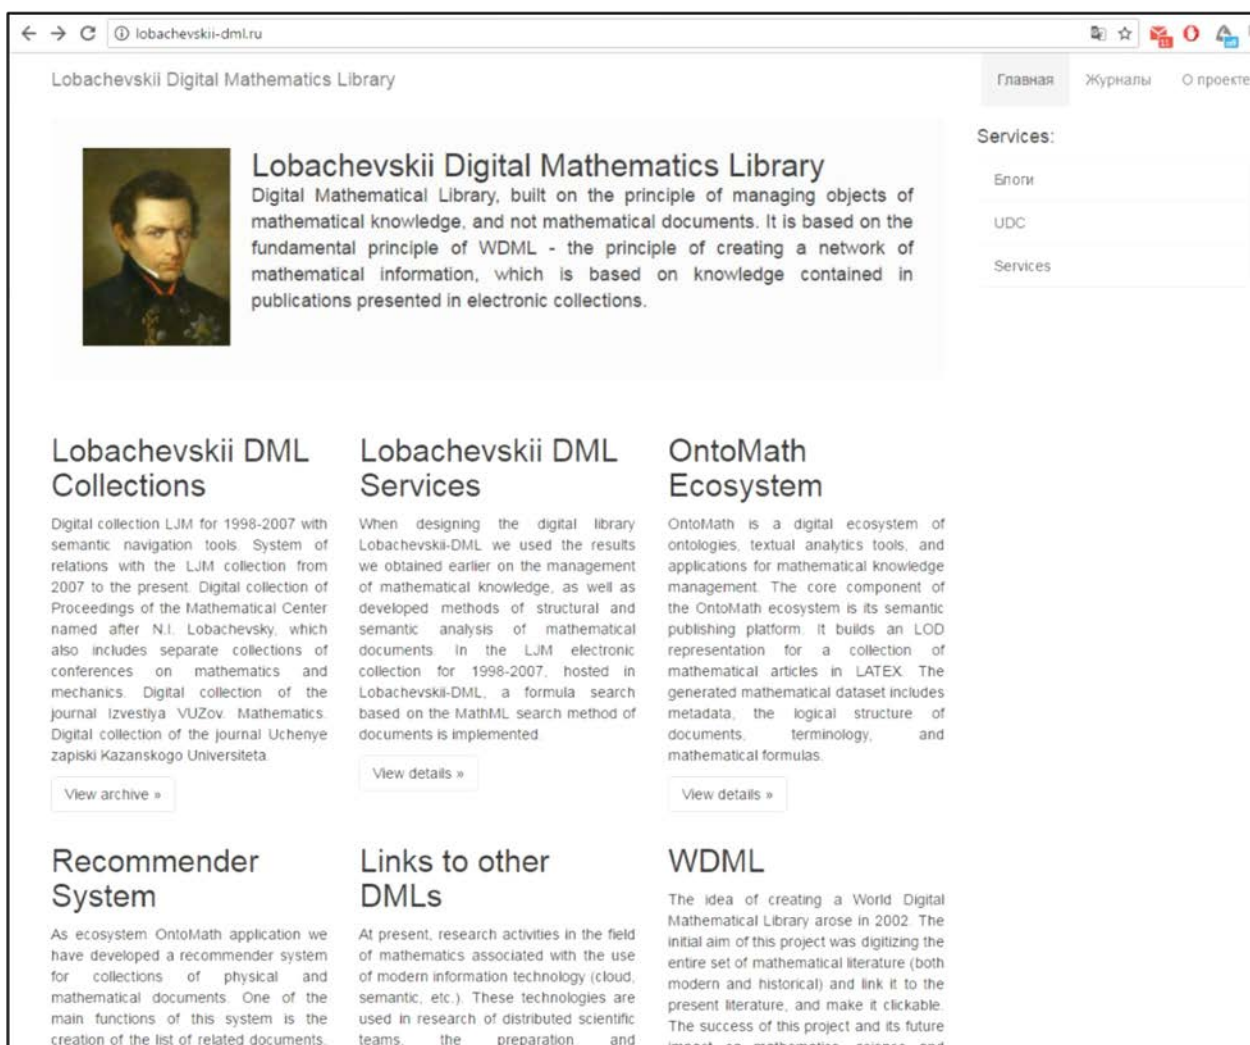 lobachevskii-dml.ru
Lobachevskii Digital Mathematics Library
Главная Журналы О проекте
Lobachevskii Digital Mathematics Library
Digital Mathematical Library, built on the principle of managing objects of
mathematical knowledge, and not mathematical documents. It is based on the
fundamental principle of WDML - the principle of creating a network of
mathematical information, which is based on knowledge contained in
publications presented in electronic collections.
Services:
Блоги
UDC
Services
Lobachevskii DML
Collections
Digital collection LJM for 1998-2007 with
semantic navigation tools. System of
relations with the LJM collection from
2007 to the present. Digital collection of
Proceedings of the Mathematical Center
named after N.I. Lobachevsky, which
also includes separate collections of
conferences on mathematics and
mechanics. Digital collection of the
journal Izvestiya VUZov. Mathematics.
Digital collection of the journal Uchenye
zapiski Kazanskogo Universiteta.
View archive »
Lobachevskii DML
Services
When designing the digital library
Lobachevskii-DML we used the results
we obtained earlier on the management
of mathematical knowledge, as well as
developed methods of structural and
semantic analysis of mathematical
documents. In the LJM electronic
collection for 1998-2007, hosted in
Lobachevskii-DML, a formula search
based on the MathML search method of
documents is implemented.
View details »
OntoMath
Ecosystem
OntoMath is a digital ecosystem of
ontologies, textual analytics tools, and
applications for mathematical knowledge
management. The core component of
the OntoMath ecosystem is its semantic
publishing platform. It builds an LOD
representation for a collection of
mathematical articles in LATEX. The
generated mathematical dataset includes
metadata, the logical structure of
documents, terminology, and
mathematical formulas.
View details »
Recommender
System
As ecosystem OntoMath application we
have developed a recommender system
for collections of physical and
mathematical documents. One of the
main functions of this system is the
creation of the list of related documents.
Links to other
DMLs
At present, research activities in the field
of mathematics associated with the use
of modern information technology (cloud,
semantic, etc.). These technologies are
used in research of distributed scientific
teams, the preparation and
WDML
The idea of creating a World Digital
Mathematical Library arose in 2002. The
initial aim of this project was digitizing the
entire set of mathematical literature (both
modern and historical) and link it to the
present literature, and make it clickable.
The success of this project and its future
impact on mathematics, science and